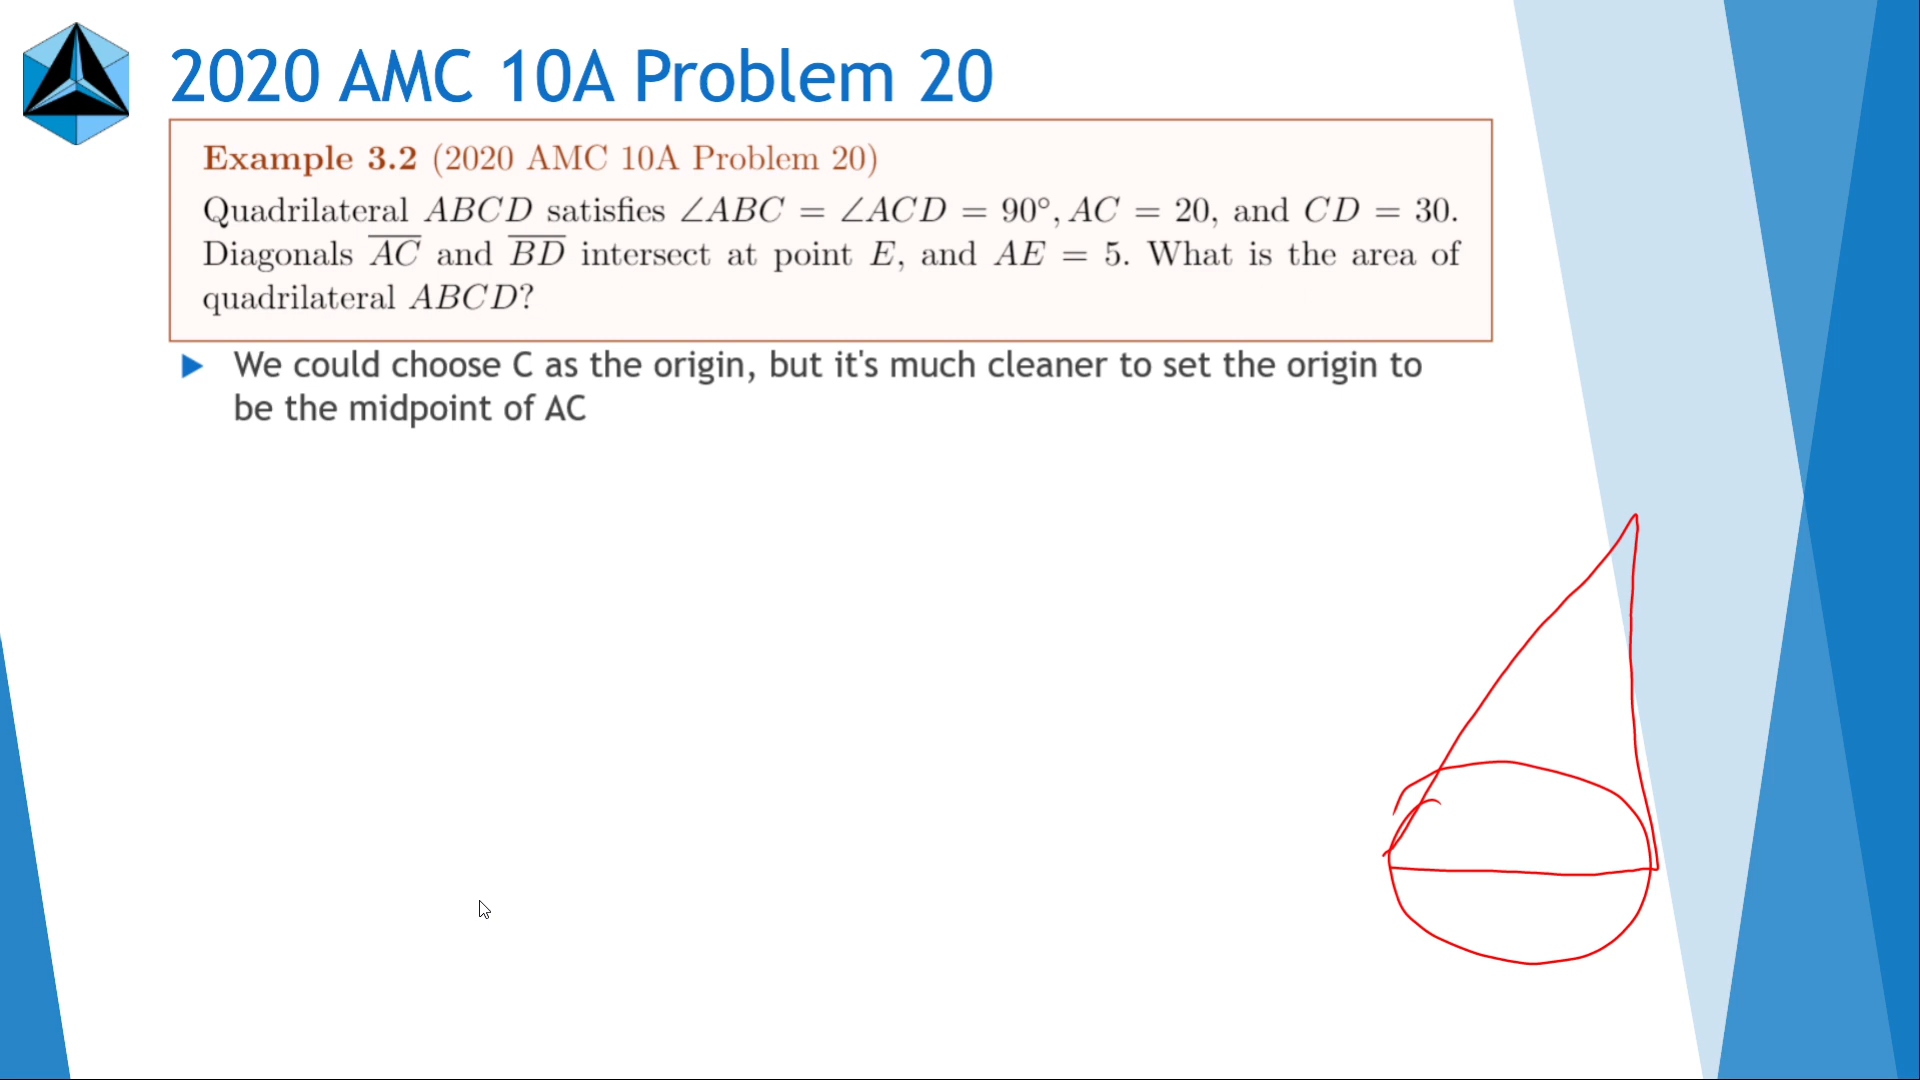 2020 AMC 10A Problem 20
Example 3.2 (2020 AMC 10A Problem 20)
Quadrilateral ABCD satisfies ∠ABC = ∠ACD = 90°, AC = 20, and CD = 30.
Diagonals A̅C̅ and B̅D̅ intersect at point E, and AE = 5. What is the area of
quadrilateral ABCD?
We could choose C as the origin, but it's much cleaner to set the origin to
be the midpoint of AC